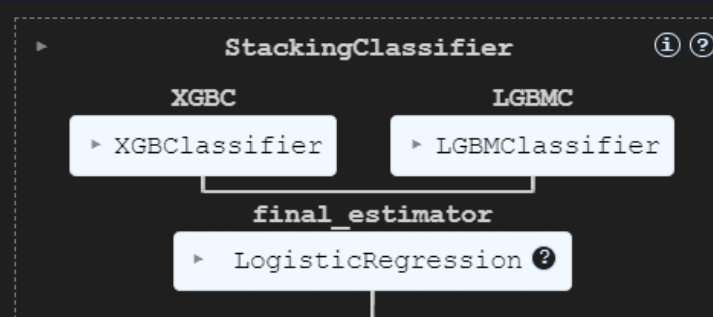 StackingClassifier i ?
XGBC LGBMC
XGBClassifier LGBMClassifier
final_estimator
LogisticRegression ?